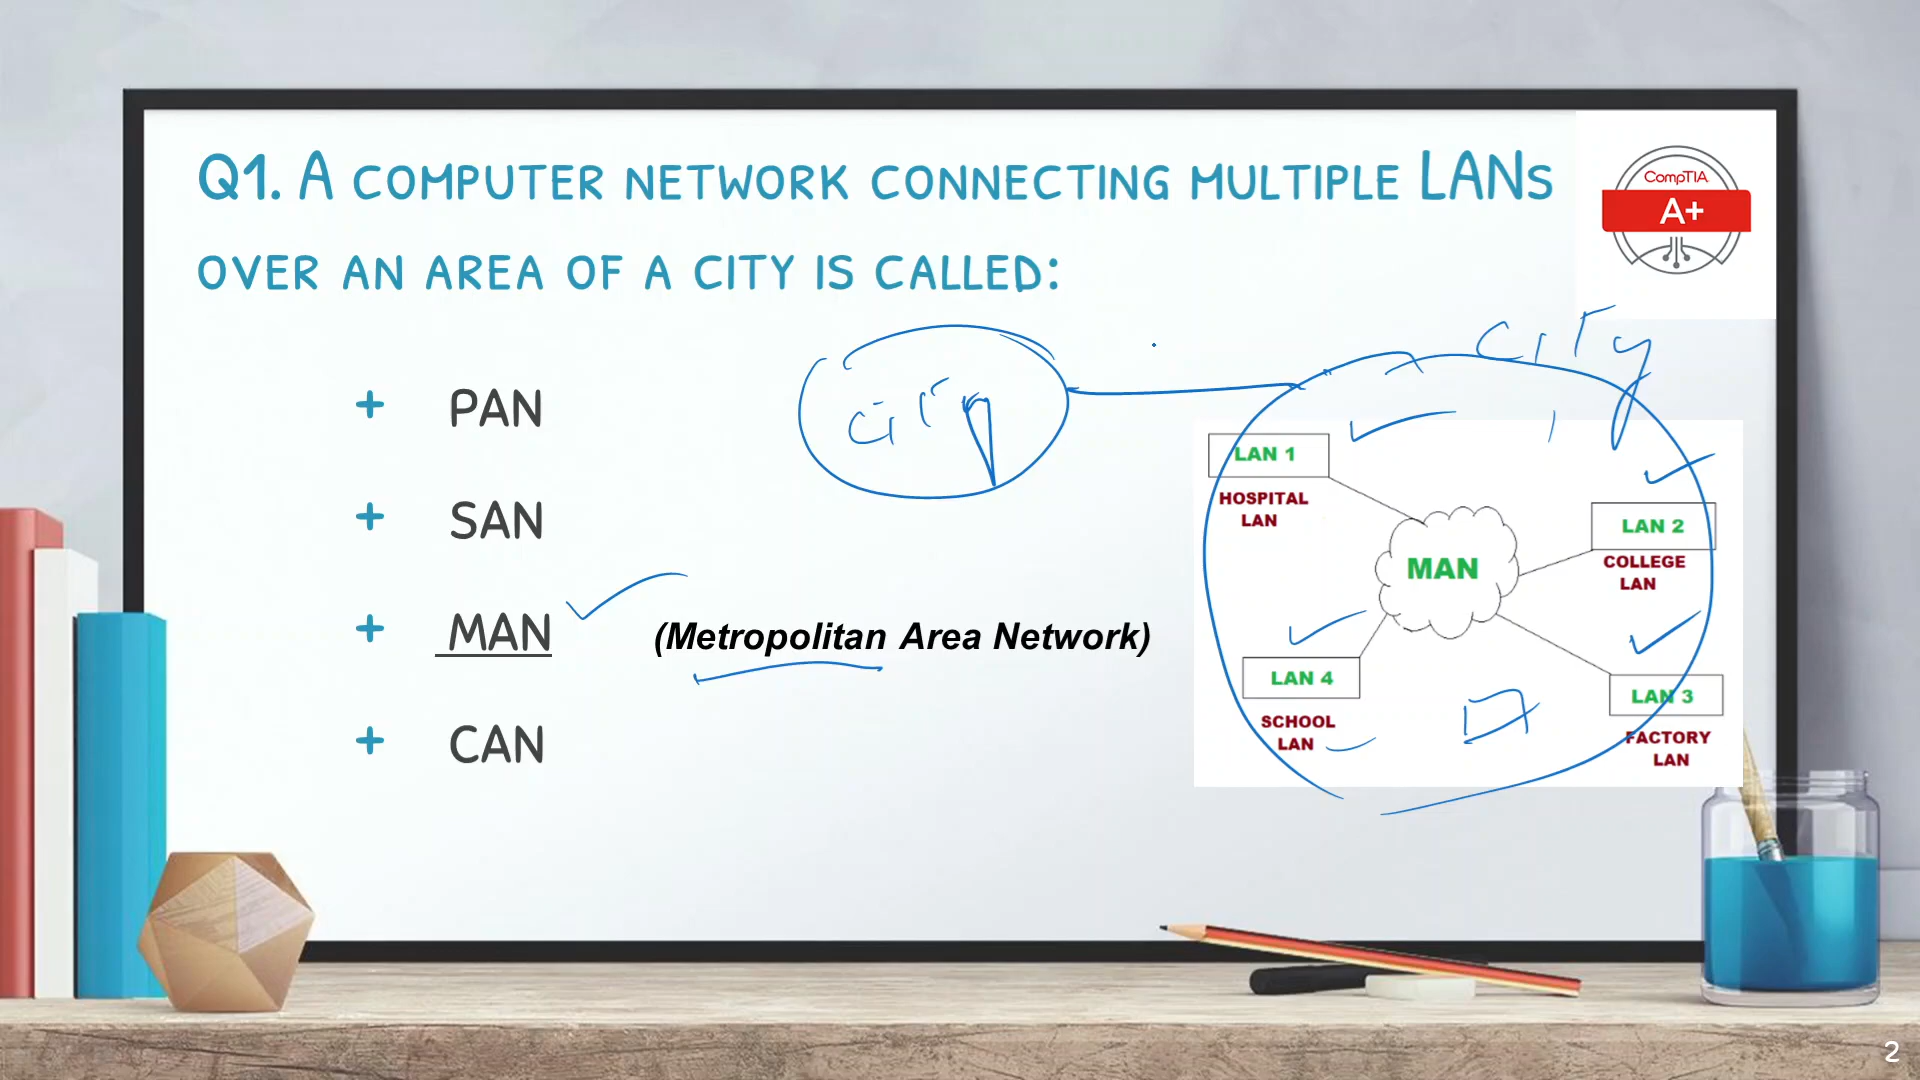 Q1. A COMPUTER NETWORK CONNECTING MULTIPLE LANS
OVER AN AREA OF A CITY IS CALLED:
CompTIA.
A+
+ PAN
+ SAN
+ MAN (Metropolitan Area Network)
+ CAN
City
City
LAN 1
HOSPITAL
LAN
LAN 2
COLLEGE
LAN
MAN
LAN 4
SCHOOL
LAN
LAN 3
FACTORY
LAN
2